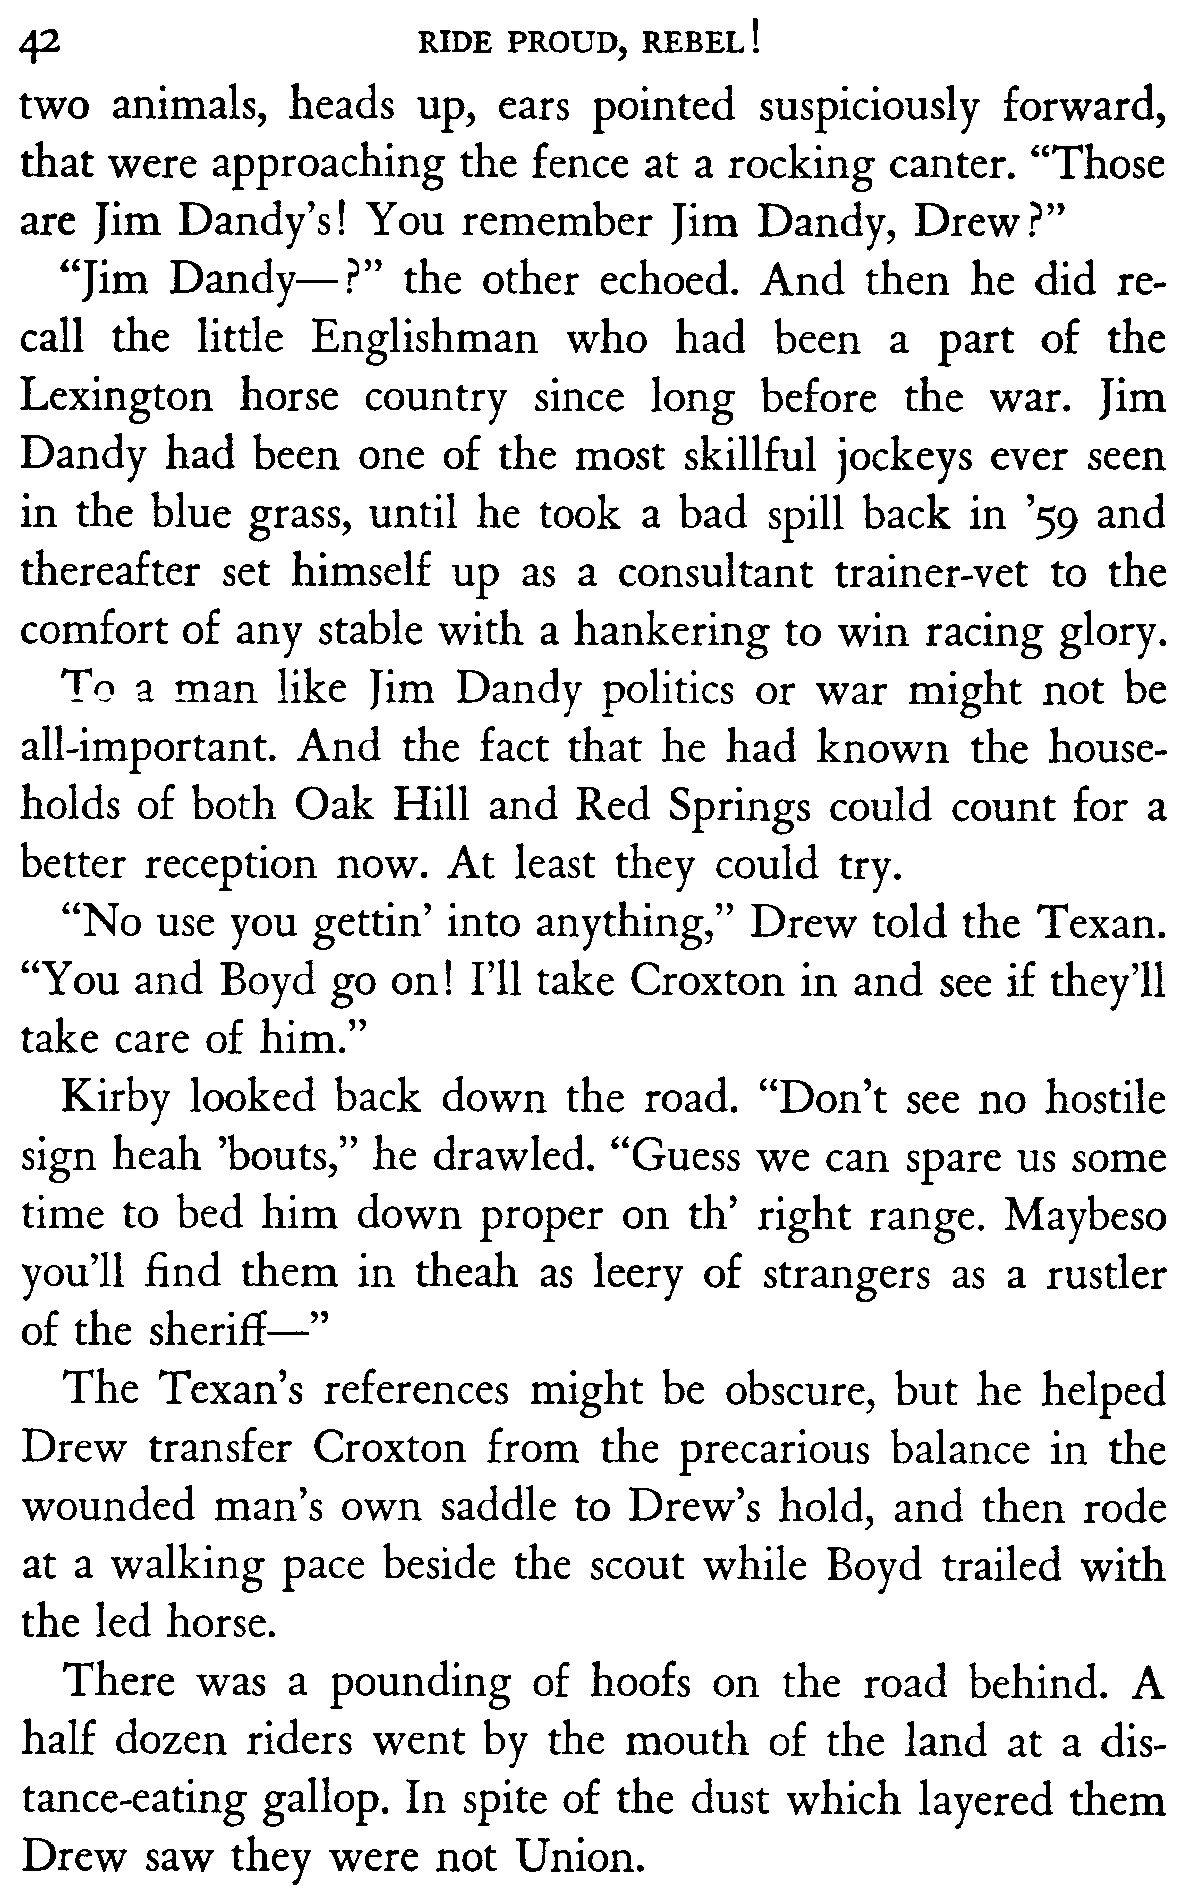 42 RIDE PROUD, REBEL!
two animals, heads up, ears pointed suspiciously forward,
that were approaching the fence at a rocking canter. “Those
are Jim Dandy’s! You remember Jim Dandy, Drew?”
“Jim Dandy—?” the other echoed. And then he did re-
call the little Englishman who had been a part of the
Lexington horse country since long before the war. Jim
Dandy had been one of the most skillful jockeys ever seen
in the blue grass, until he took a bad spill back in ’59 and
thereafter set himself up as a consultant trainer-vet to the
comfort of any stable with a hankering to win racing glory.
To a man like Jim Dandy politics or war might not be
all-important. And the fact that he had known the house-
holds of both Oak Hill and Red Springs could count for a
better reception now. At least they could try.
“No use you gettin’ into anything,” Drew told the Texan.
“You and Boyd go on! I’ll take Croxton in and see if they’ll
take care of him.”
Kirby looked back down the road. “Don’t see no hostile
sign heah ’bouts,” he drawled. “Guess we can spare us some
time to bed him down proper on th’ right range. Maybeso
you’ll find them in theah as leery of strangers as a rustler
of the sheriff—”
The Texan’s references might be obscure, but he helped
Drew transfer Croxton from the precarious balance in the
wounded man’s own saddle to Drew’s hold, and then rode
at a walking pace beside the scout while Boyd trailed with
the led horse.
There was a pounding of hoofs on the road behind. A
half dozen riders went by the mouth of the land at a dis-
tance-eating gallop. In spite of the dust which layered them
Drew saw they were not Union.